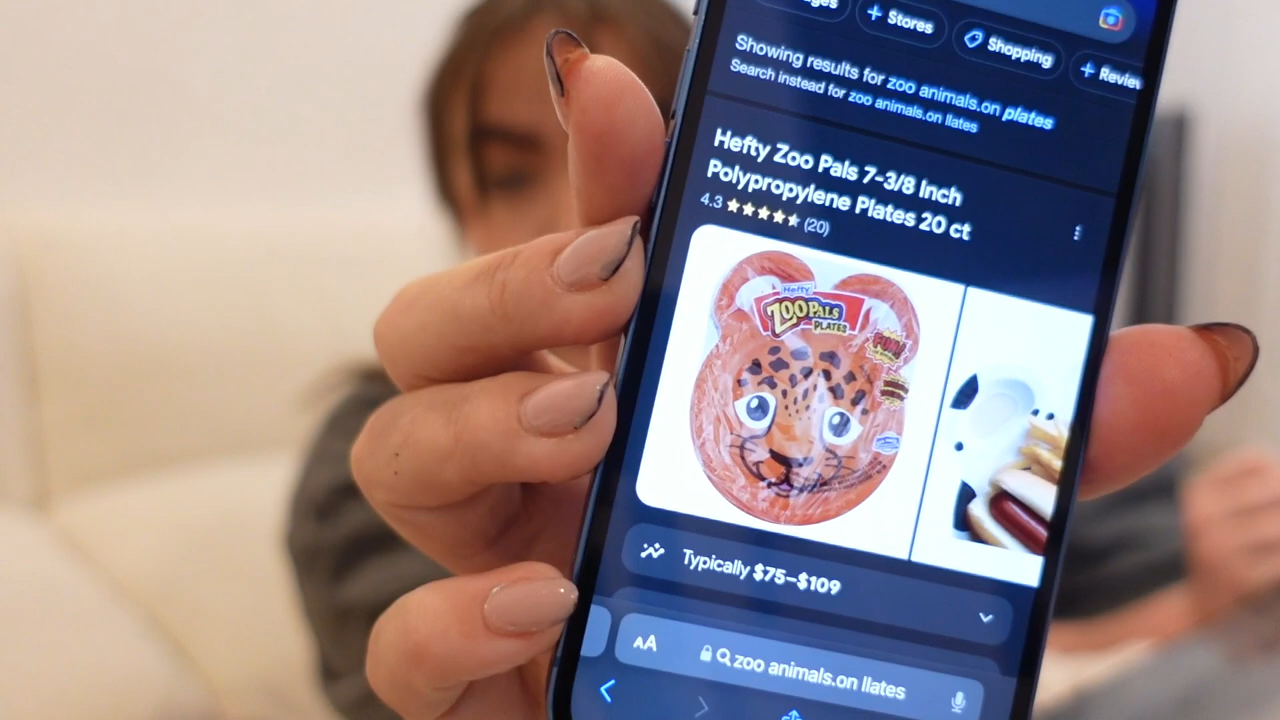 Stores
Shopping
Showing results for zoo animals.on plates
Search instead for zoo animals.on llates
Hefty Zoo Pals 7-3/8 Inch
Polypropylene Plates 20 ct
4.3 (20)
Hefty
ZOO PALS
PLATES
FUN!
Typically $75–$109
AA zoo animals.on llates